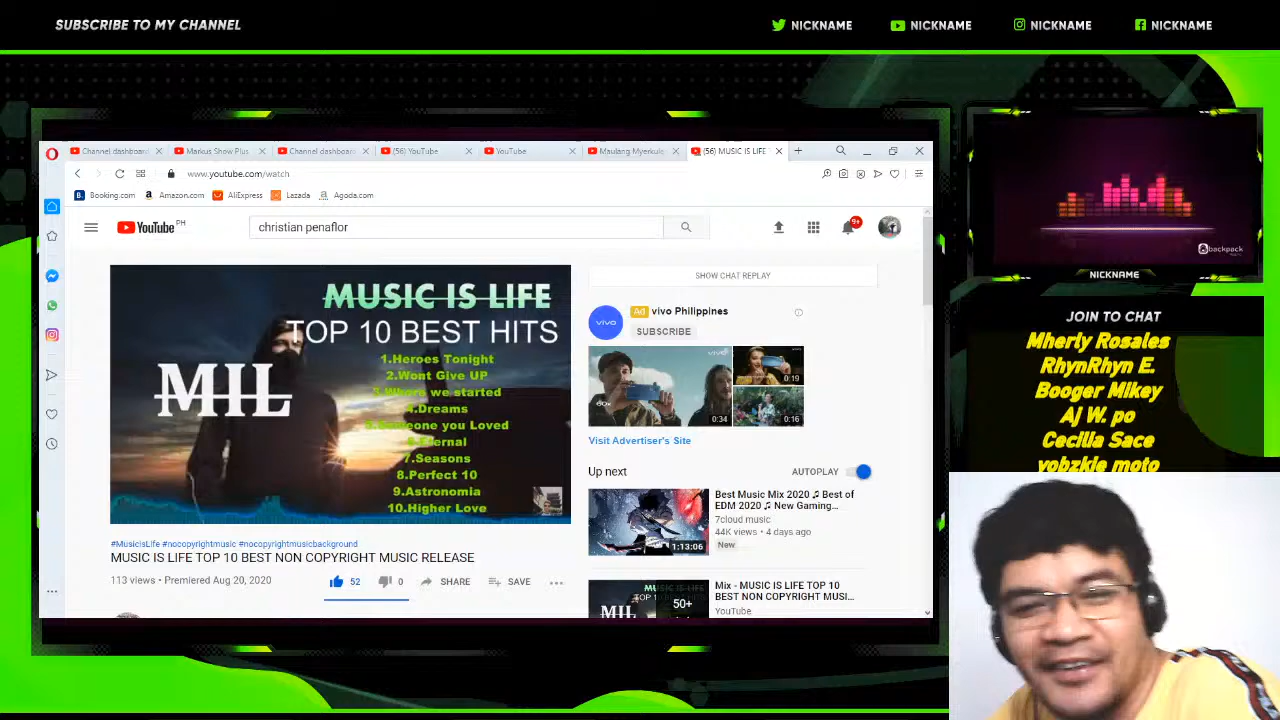 SUBSCRIBE TO MY CHANNEL
NICKNAME
NICKNAME
NICKNAME
NICKNAME
Channel dashboard
Markus Show Plus
Channel dashboard
(56) YouTube
YouTube
Maulang Myerkule
(56) MUSIC IS LIFE
www.youtube.com/watch
Booking.com
Amazon.com
AliExpress
Lazada
Agoda.com
YouTube PH
christian penaflor
9+
MUSIC IS LIFE
TOP 10 BEST HITS
MIL
1.Heroes Tonight
2.Wont Give UP
3.Where we started
4.Dreams
5.Someone you Loved
6.Eternal
7.Seasons
8.Perfect 10
9.Astronomia
10.Higher Love
#MusicisLife #nocopyrightmusic #nocopyrightmusicbackground
MUSIC IS LIFE TOP 10 BEST NON COPYRIGHT MUSIC RELEASE
113 views • Premiered Aug 20, 2020
52
0
SHARE
SAVE
SHOW CHAT REPLAY
vivo
Ad vivo Philippines
SUBSCRIBE
0:34
0:19
0:16
Visit Advertiser's Site
Up next
AUTOPLAY
1:13:06
Best Music Mix 2020 ♫ Best of
EDM 2020 ♫ New Gaming...
7cloud music
44K views • 4 days ago
New
MIL
50+
Mix - MUSIC IS LIFE TOP 10
BEST NON COPYRIGHT MUSI...
YouTube
backpack
NICKNAME
JOIN TO CHAT
Mherly Rosales
RhynRhyn E.
Booger Mikey
Aj W. po
Cecilia Sace
yobzkie moto